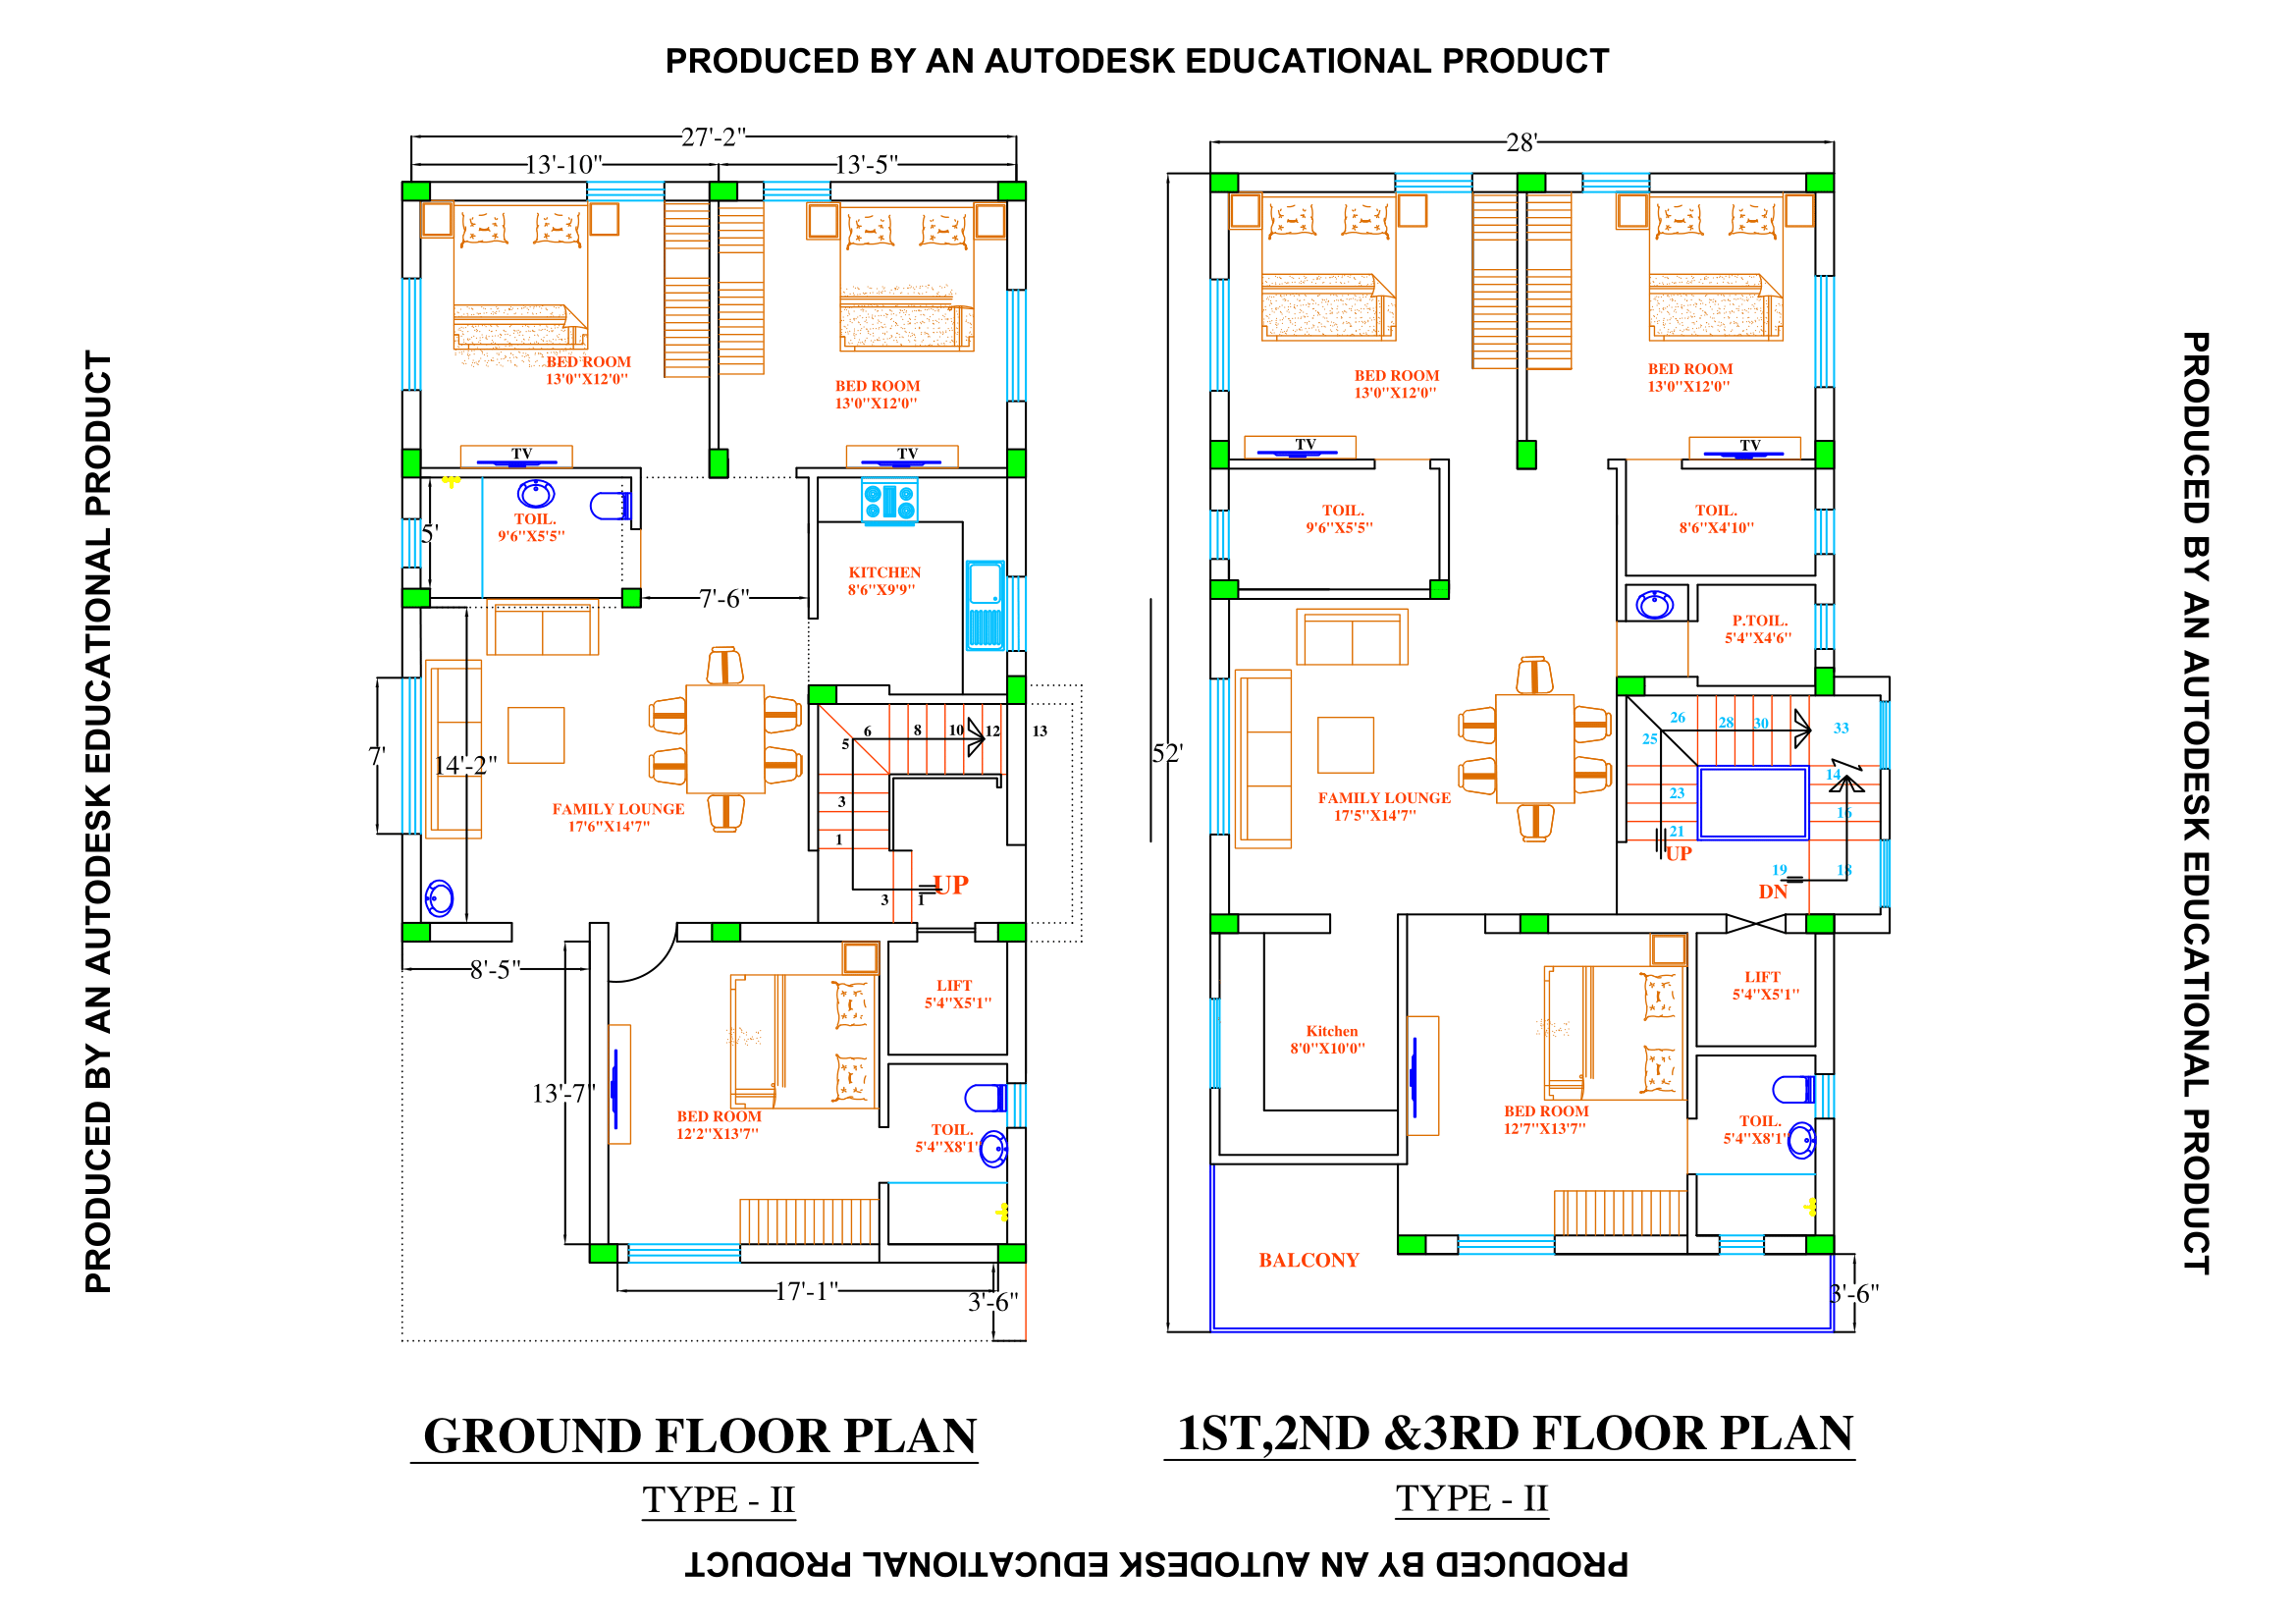 PRODUCED BY AN AUTODESK EDUCATIONAL PRODUCT
PRODUCED BY AN AUTODESK EDUCATIONAL PRODUCT
27'-2"
13'-10"
13'-5"
BED ROOM
13'0"X12'0"
BED ROOM
13'0"X12'0"
TV
TV
TOIL.
9'6"X5'5"
5'
KITCHEN
8'6"X9'9"
7'-6"
7'
14'-2"
FAMILY LOUNGE
17'6"X14'7"
6
8
10
12
13
5
3
1
UP
3
1
8'-5"
LIFT
5'4"X5'1"
13'-7"
BED ROOM
12'2"X13'7"
TOIL.
5'4"X8'1"
17'-1"
3'-6"
GROUND FLOOR PLAN
TYPE - II
28'
BED ROOM
13'0"X12'0"
BED ROOM
13'0"X12'0"
TV
TV
TOIL.
9'6"X5'5"
TOIL.
8'6"X4'10"
P.TOIL.
5'4"X4'6"
52'
FAMILY LOUNGE
17'5"X14'7"
26
28
30
33
25
14
23
16
21
UP
19
18
DN
LIFT
5'4"X5'1"
Kitchen
8'0"X10'0"
BED ROOM
12'7"X13'7"
TOIL.
5'4"X8'1"
BALCONY
3'-6"
1ST,2ND &3RD FLOOR PLAN
TYPE - II
PRODUCED BY AN AUTODESK EDUCATIONAL PRODUCT
PRODUCED BY AN AUTODESK EDUCATIONAL PRODUCT